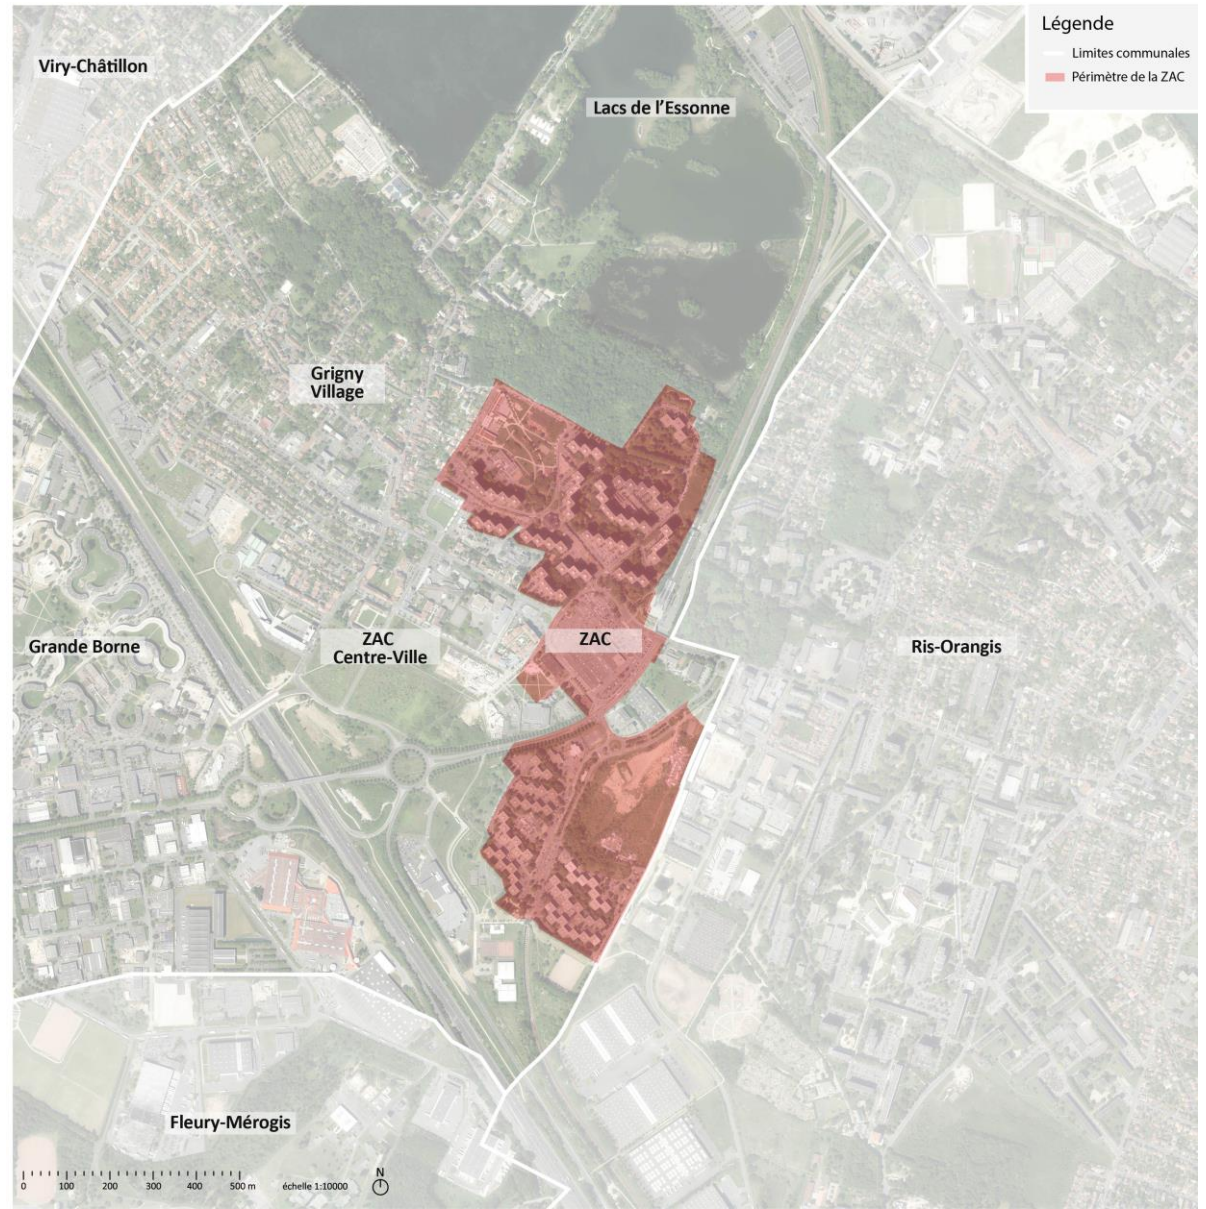 Légende
Limites communales
Périmètre de la ZAC
Viry-Châtillon
Lacs de l'Essonne
Grigny
Village
Grande Borne
ZAC
Centre-Ville
ZAC
Ris-Orangis
Fleury-Mérogis
0 100 200 300 400 500 m
échelle 1:10000
N